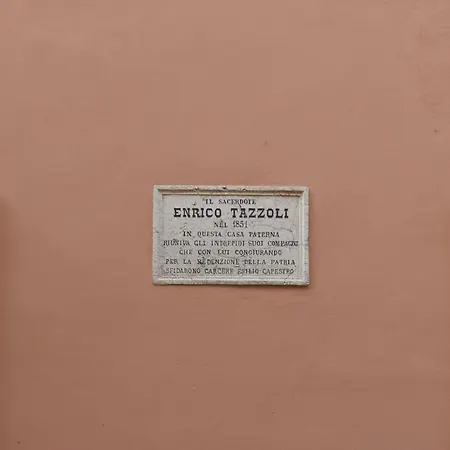 IL SACERDOTE
ENRICO TAZZOLI
NEL 1851
IN QUESTA CASA PATERNA
RIUNIVA GLI INTREPIDI SUOI COMPAGNI
CHE CON LUI CONGIURANDO
PER LA REDENZIONE DELLA PATRIA
SFIDARONO CARCERE ESILIO CAPESTRO